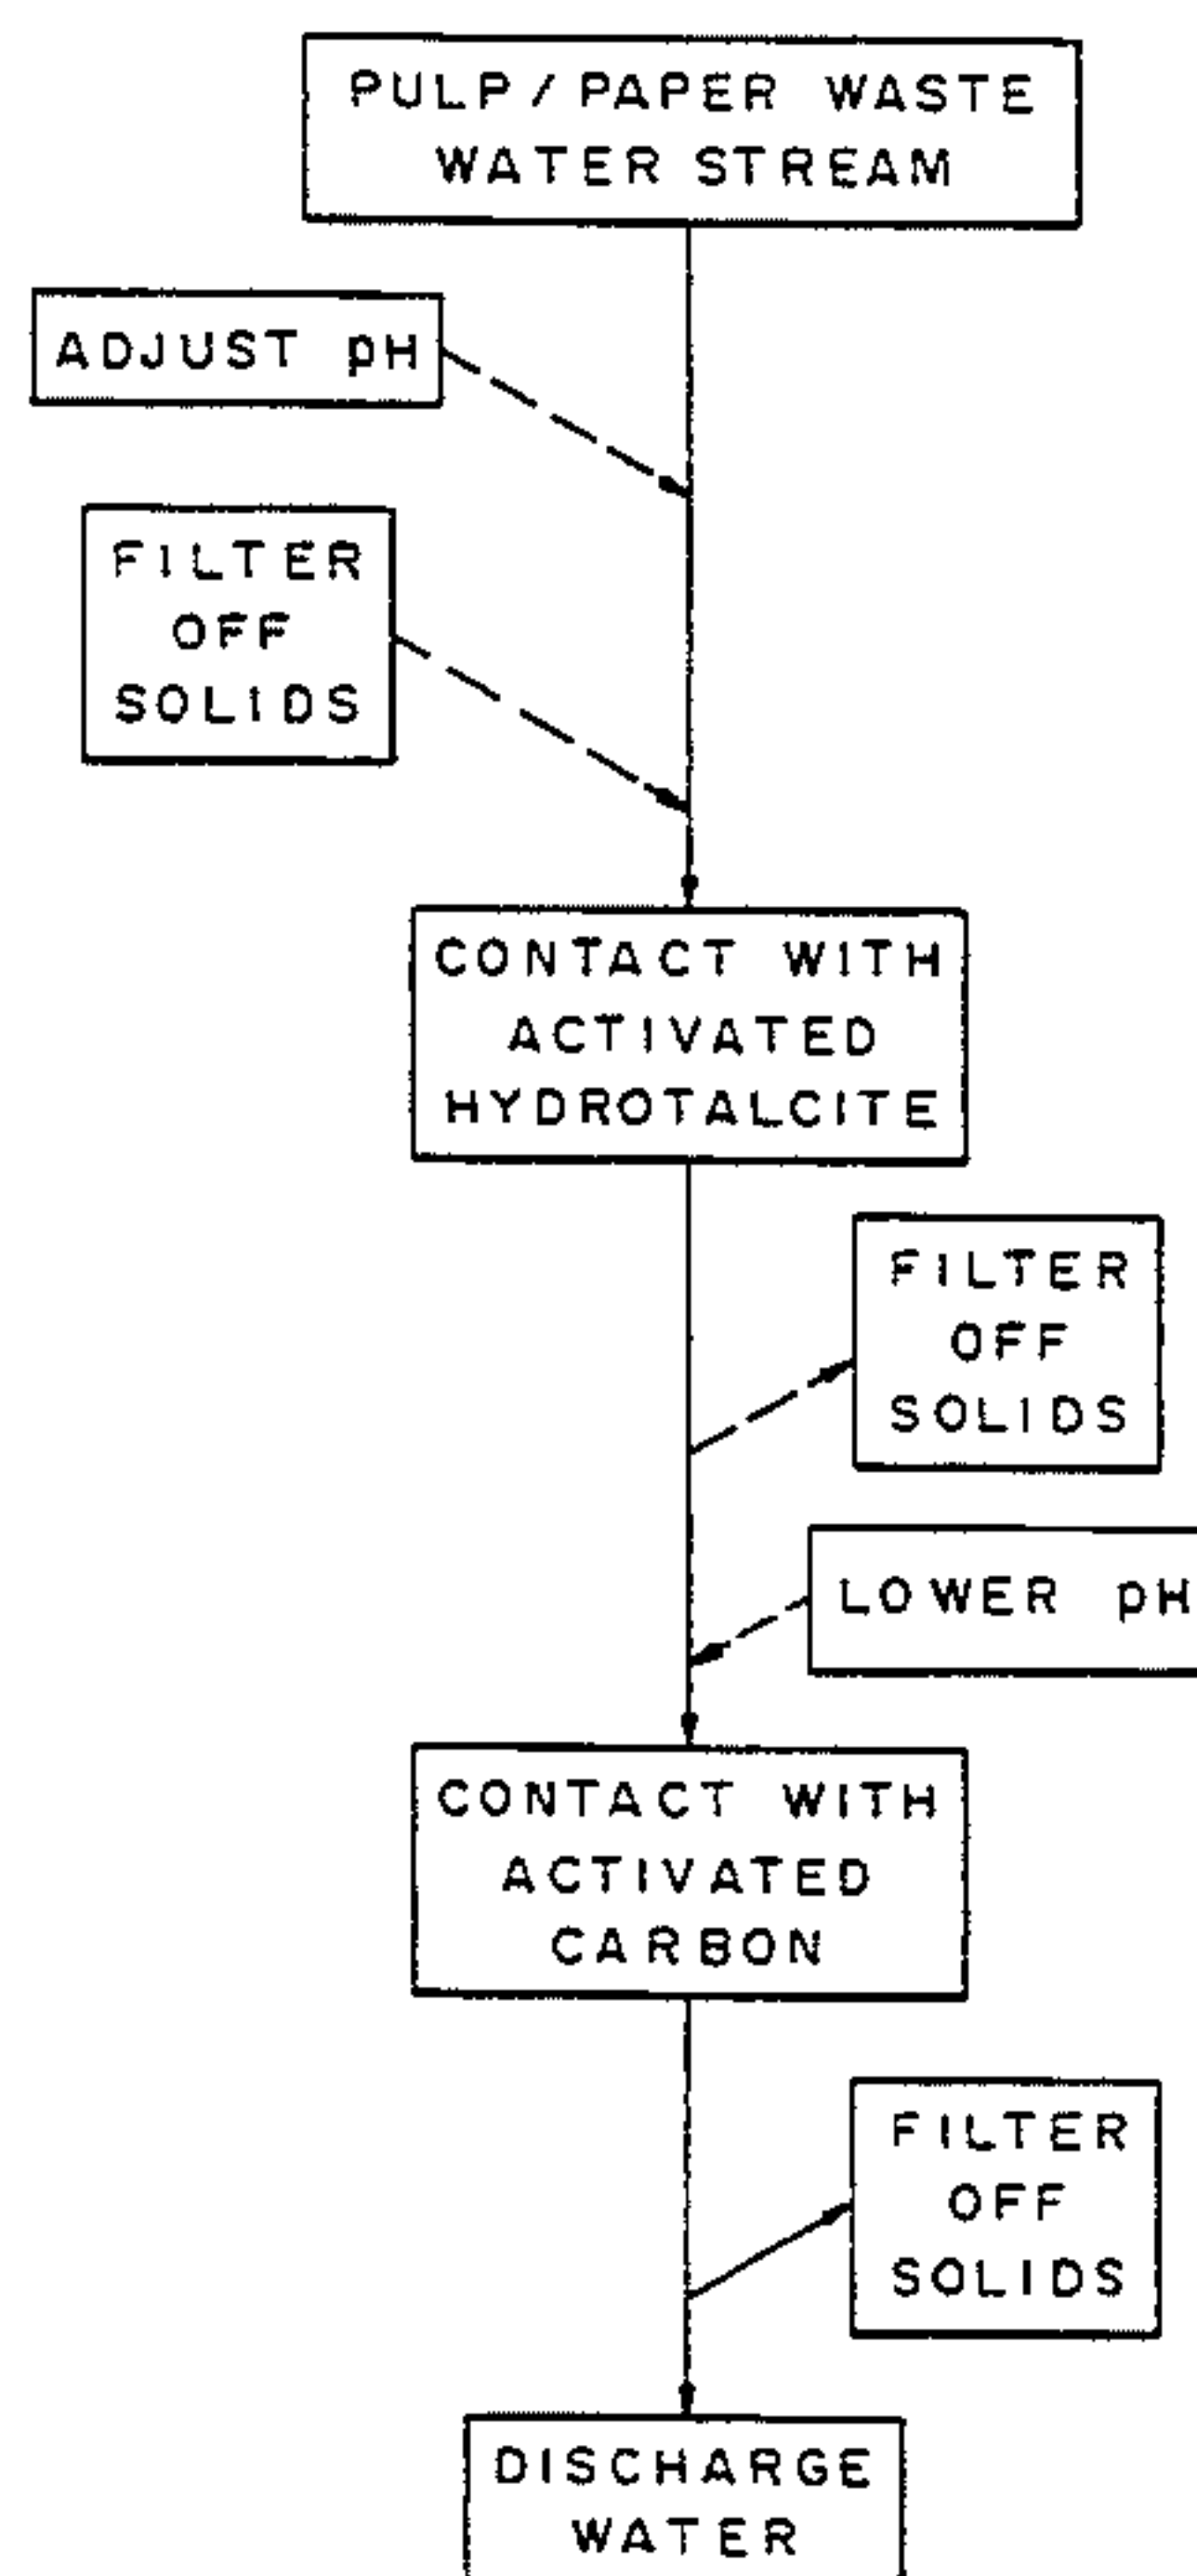 PULP / PAPER WASTE
WATER STREAM
ADJUST pH
FILTER
OFF
SOLIDS
CONTACT WITH
ACTIVATED
HYDROTALCITE
FILTER
OFF
SOLIDS
LOWER pH
CONTACT WITH
ACTIVATED
CARBON
FILTER
OFF
SOLIDS
DISCHARGE
WATER